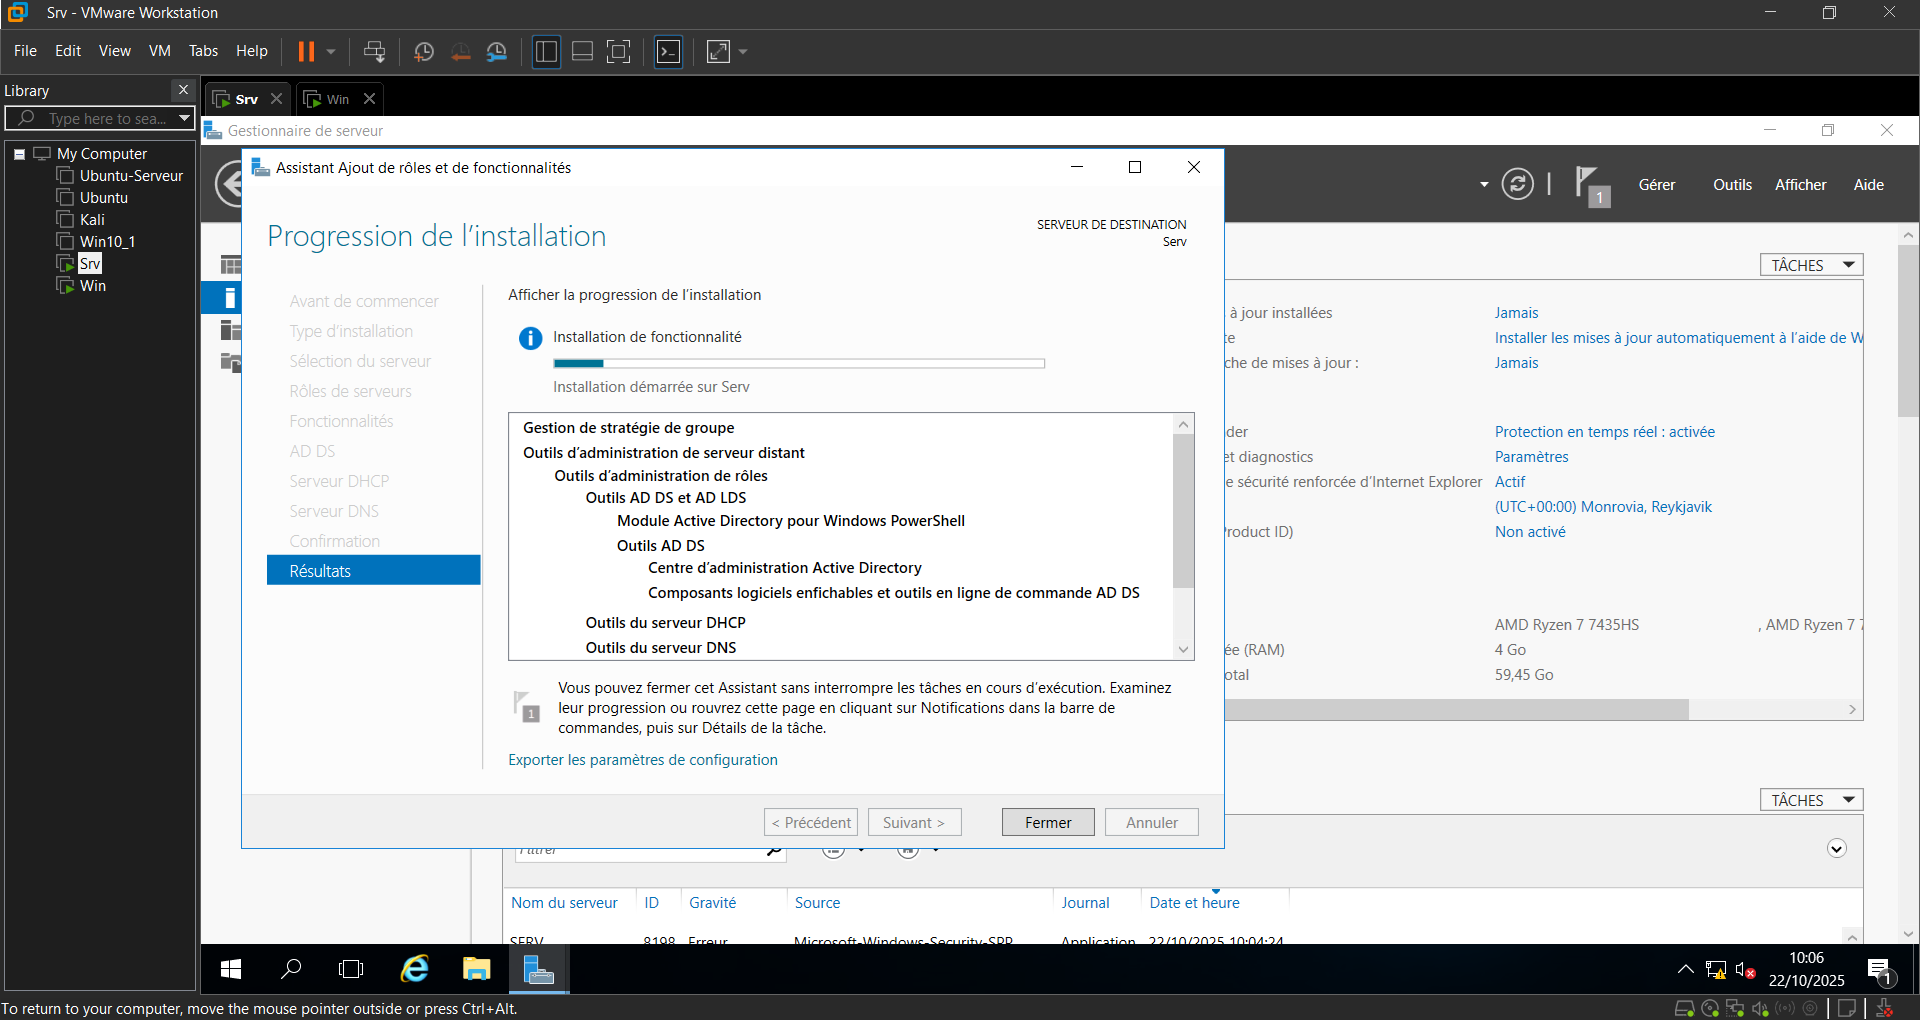 Srv - VMware Workstation
File Edit View VM Tabs Help
Library
Type here to sea...
My Computer
Ubuntu-Serveur
Ubuntu
Kali
Win10_1
Srv
Win
Srv
Win
Gestionnaire de serveur
Gérer
Outils
Afficher
Aide
1
Assistant Ajout de rôles et de fonctionnalités
Progression de l'installation
SERVEUR DE DESTINATION
Serv
Avant de commencer
Type d'installation
Sélection du serveur
Rôles de serveurs
Fonctionnalités
AD DS
Serveur DHCP
Serveur DNS
Confirmation
Résultats
Afficher la progression de l'installation
Installation de fonctionnalité
Installation démarrée sur Serv
Gestion de stratégie de groupe
Outils d'administration de serveur distant
Outils d'administration de rôles
Outils AD DS et AD LDS
Module Active Directory pour Windows PowerShell
Outils AD DS
Centre d'administration Active Directory
Composants logiciels enfichables et outils en ligne de commande AD DS
Outils du serveur DHCP
Outils du serveur DNS
1
Vous pouvez fermer cet Assistant sans interrompre les tâches en cours d'exécution. Examinez
leur progression ou rouvrez cette page en cliquant sur Notifications dans la barre de
commandes, puis sur Détails de la tâche.
Exporter les paramètres de configuration
< Précédent
Suivant >
Fermer
Annuler
TÂCHES
à jour installées
Jamais
Installer les mises à jour automatiquement à l'aide de W
che de mises à jour :
Jamais
der
Protection en temps réel : activée
et diagnostics
Paramètres
e sécurité renforcée d'Internet Explorer
Actif
(UTC+00:00) Monrovia, Reykjavik
roduct ID)
Non activé
AMD Ryzen 7 7435HS
, AMD Ryzen 7 7
ée (RAM)
4 Go
otal
59,45 Go
TÂCHES
Filtrer
Nom du serveur
ID
Gravité
Source
Journal
Date et heure
SERV
8198
Erreur
Microsoft-Windows-Security-SPP
Application
22/10/2025 10:04:24
10:06
22/10/2025
1
To return to your computer, move the mouse pointer outside or press Ctrl+Alt.